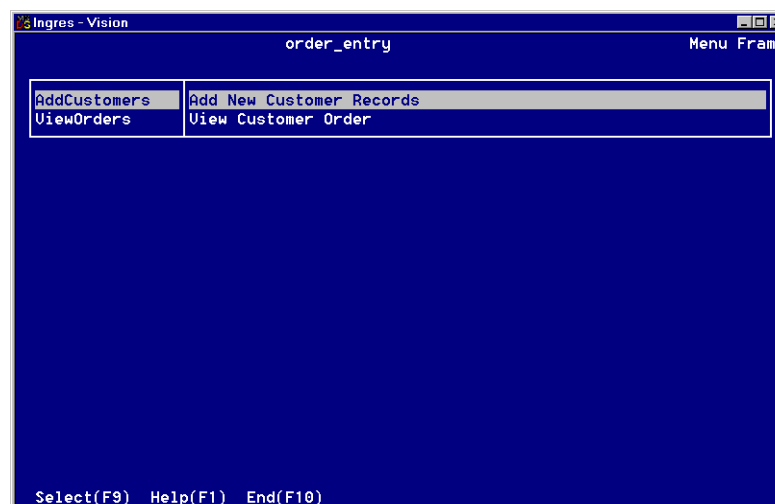 Ingres - Vision
order_entry Menu Fram
AddCustomers Add New Customer Records
ViewOrders View Customer Order
Select(F9) Help(F1) End(F10)